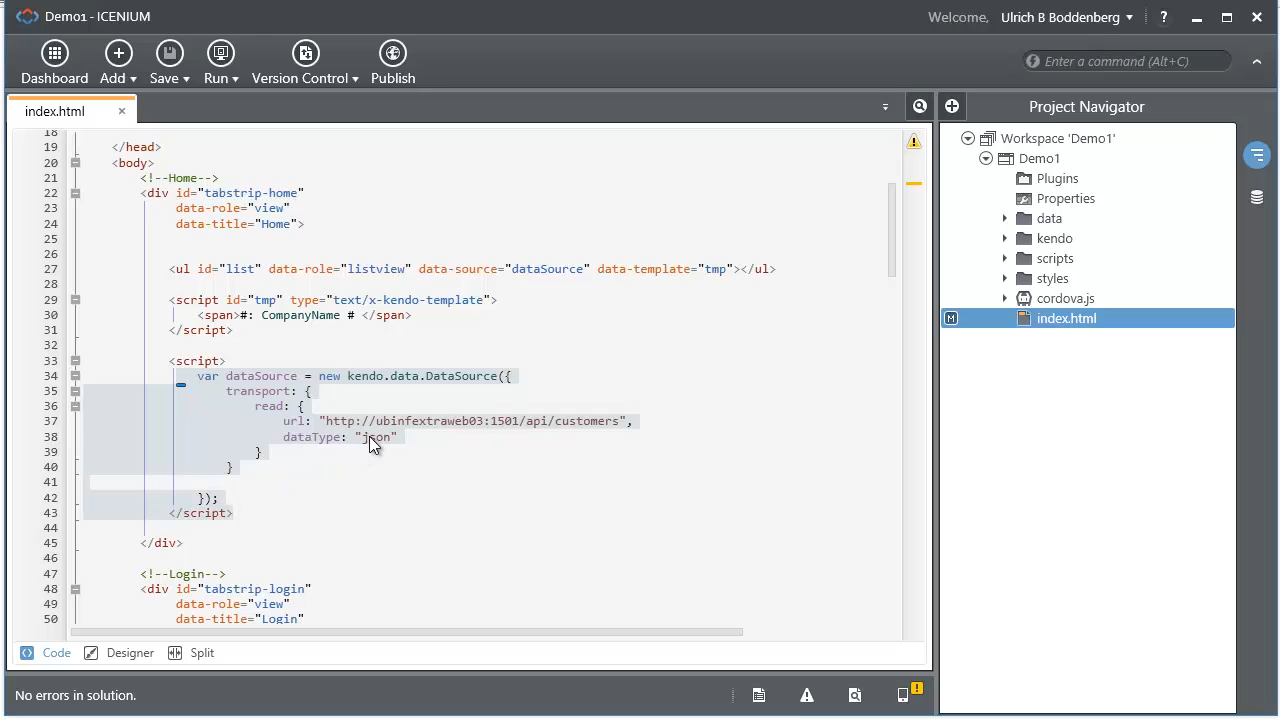 Demo1 - ICENIUM
Welcome, Ulrich B Boddenberg
?
Dashboard
Add
Save
Run
Version Control
Publish
Enter a command (Alt+C)
index.html
×
Project Navigator
18
19 </head>
20 <body>
21 <!--Home-->
22 <div id="tabstrip-home"
23 data-role="view"
24 data-title="Home">
25
26
27 <ul id="list" data-role="listview" data-source="dataSource" data-template="tmp"></ul>
28
29 <script id="tmp" type="text/x-kendo-template">
30 <span>#: CompanyName # </span>
31 </script>
32
33 <script>
34 var dataSource = new kendo.data.DataSource({
35 transport: {
36 read: {
37 url: "http://ubinfextraweb03:1501/api/customers",
38 dataType: "json"
39 }
40 }
41
42 });
43 </script>
44
45 </div>
46
47 <!--Login-->
48 <div id="tabstrip-login"
49 data-role="view"
50 data-title="Login"
Workspace 'Demo1'
Demo1
Plugins
Properties
data
kendo
scripts
styles
cordova.js
M index.html
Code
Designer
Split
No errors in solution.